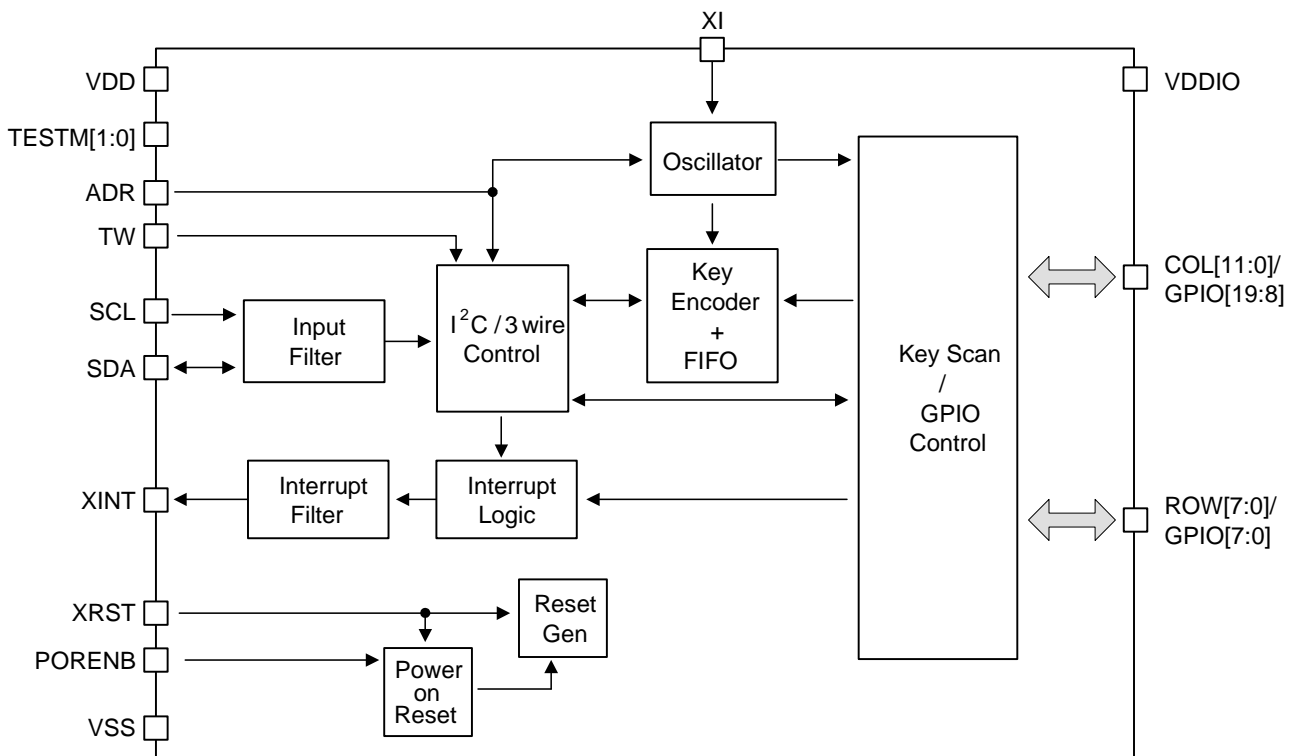 XI
VDD
VDDIO
TESTM[1:0]
Oscillator
ADR
TW
COL[11:0]/
GPIO[19:8]
Key
Encoder
+
FIFO
SCL
Input
Filter
I²C / 3 wire
Control
SDA
Key Scan
/
GPIO
Control
XINT
Interrupt
Filter
Interrupt
Logic
ROW[7:0]/
GPIO[7:0]
XRST
Reset
Gen
PORENB
Power
on
Reset
VSS